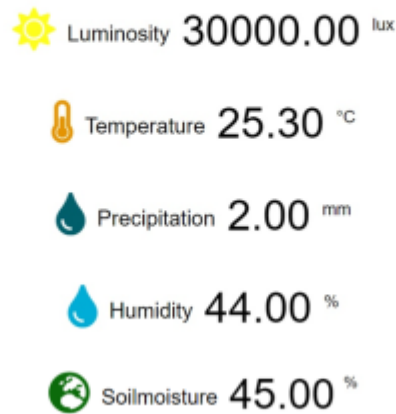 Luminosity 30000.00 lux
Temperature 25.30 °C
Precipitation 2.00 mm
Humidity 44.00 %
Soilmoisture 45.00 %